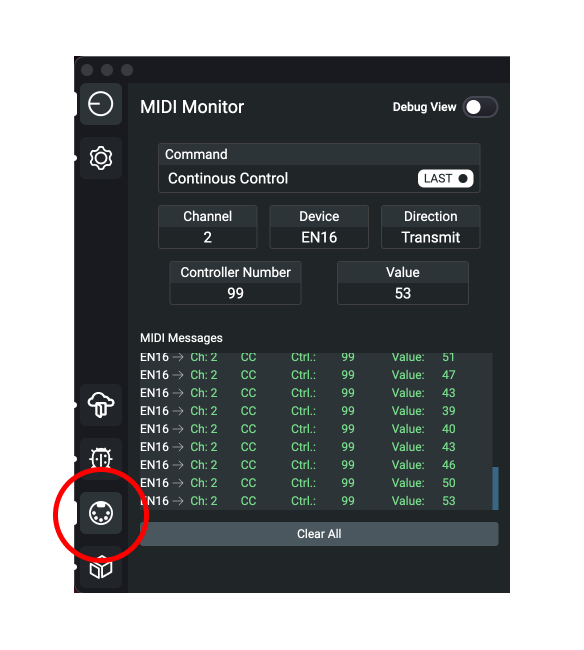 MIDI Monitor
Debug View
Command
Continous Control
LAST
Channel Device Direction
2 EN16 Transmit
Controller Number Value
99 53
MIDI Messages
EN16 → Ch: 2 CC Ctrl.: 99 Value: 51
EN16 → Ch: 2 CC Ctrl.: 99 Value: 47
EN16 → Ch: 2 CC Ctrl.: 99 Value: 43
EN16 → Ch: 2 CC Ctrl.: 99 Value: 39
EN16 → Ch: 2 CC Ctrl.: 99 Value: 40
EN16 → Ch: 2 CC Ctrl.: 99 Value: 43
EN16 → Ch: 2 CC Ctrl.: 99 Value: 46
EN16 → Ch: 2 CC Ctrl.: 99 Value: 50
EN16 → Ch: 2 CC Ctrl.: 99 Value: 53
Clear All